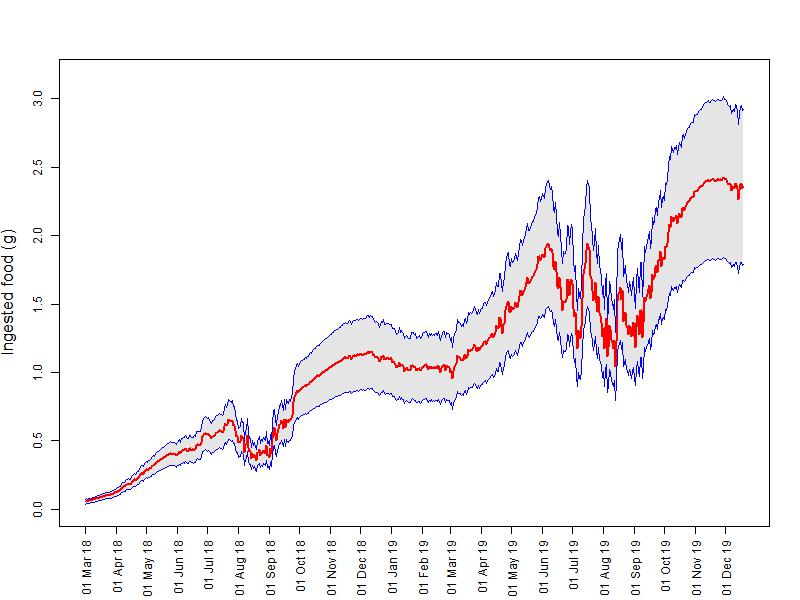 Ingested food (g)
3.0
2.5
2.0
1.5
1.0
0.5
0.0
01 Mar 18
01 Apr 18
01 May 18
01 Jun 18
01 Jul 18
01 Aug 18
01 Sep 18
01 Oct 18
01 Nov 18
01 Dec 18
01 Jan 19
01 Feb 19
01 Mar 19
01 Apr 19
01 May 19
01 Jun 19
01 Jul 19
01 Aug 19
01 Sep 19
01 Oct 19
01 Nov 19
01 Dec 19